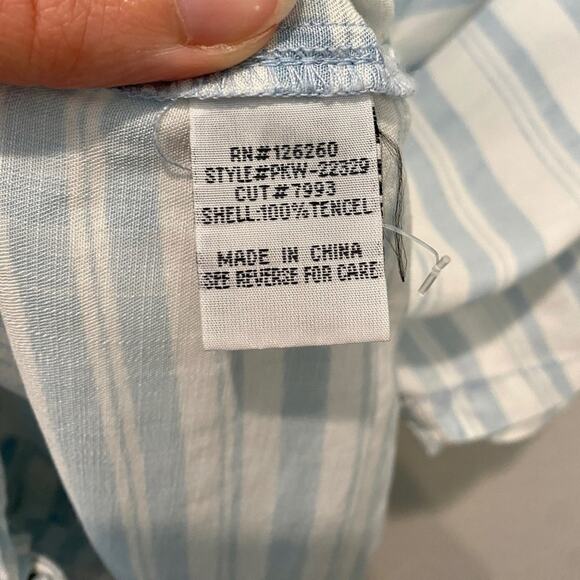 RN#126260
STYLE#PKW-22329
CUT#7993
SHELL:100%TENCEL
MADE IN CHINA
SEE REVERSE FOR CARE